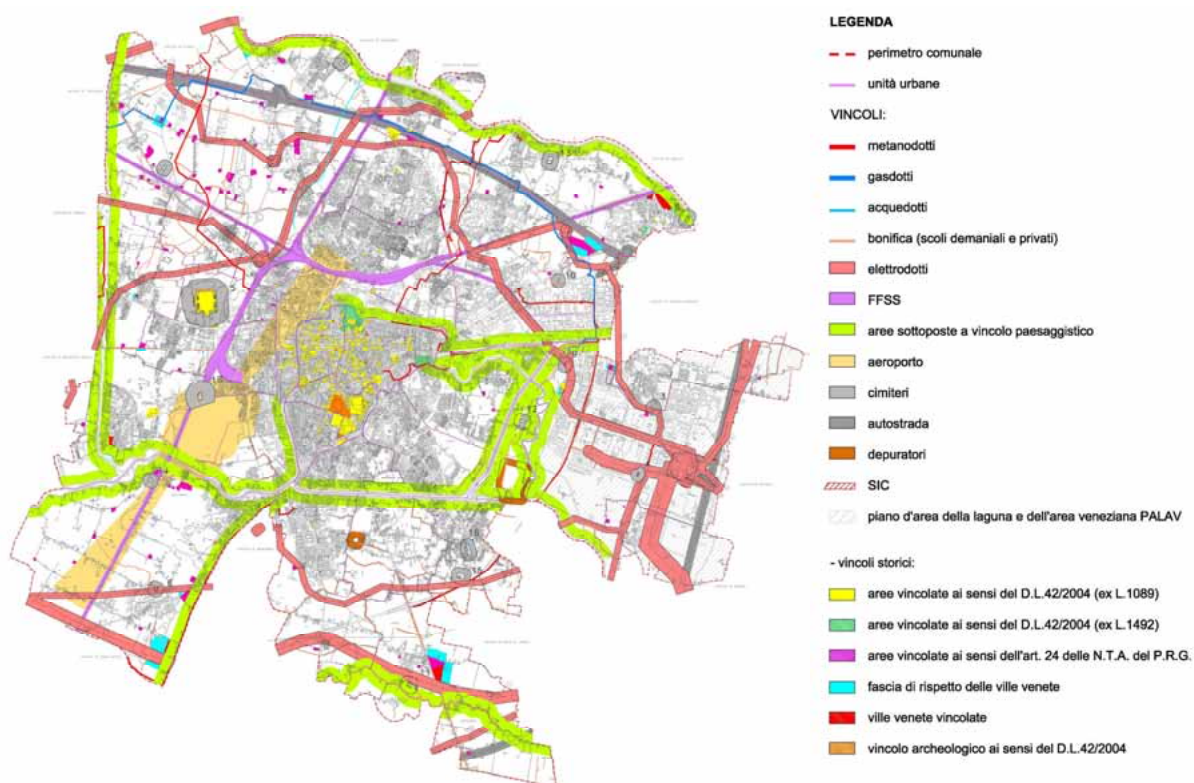 LEGENDA
perimetro comunale
unità urbane
VINCOLI:
metanodotti
gasdotti
acquedotti
bonifica (scoli demaniali e privati)
elettrodotti
FFSS
aree sottoposte a vincolo paesaggistico
aeroporto
cimiteri
autostrada
depuratori
SIC
piano d'area della laguna e dell'area veneziana PALAV
- vincoli storici:
aree vincolate ai sensi del D.L.42/2004 (ex L.1089)
aree vincolate ai sensi del D.L.42/2004 (ex L.1492)
aree vincolate ai sensi dell'art. 24 delle N.T.A. del P.R.G.
fascia di rispetto delle ville venete
ville venete vincolate
vincolo archeologico ai sensi del D.L.42/2004